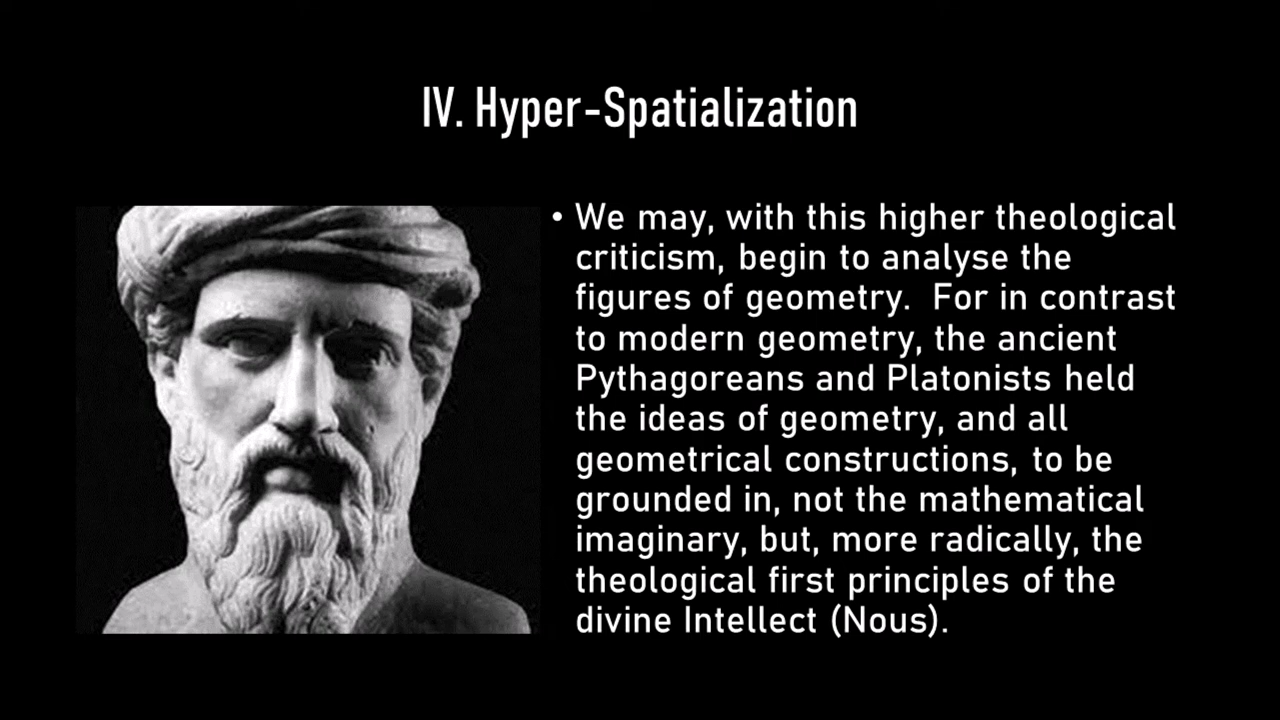 IV. Hyper-Spatialization
• We may, with this higher theological
criticism, begin to analyse the
figures of geometry.  For in contrast
to modern geometry, the ancient
Pythagoreans and Platonists held
the ideas of geometry, and all
geometrical constructions, to be
grounded in, not the mathematical
imaginary, but, more radically, the
theological first principles of the
divine Intellect (Nous).